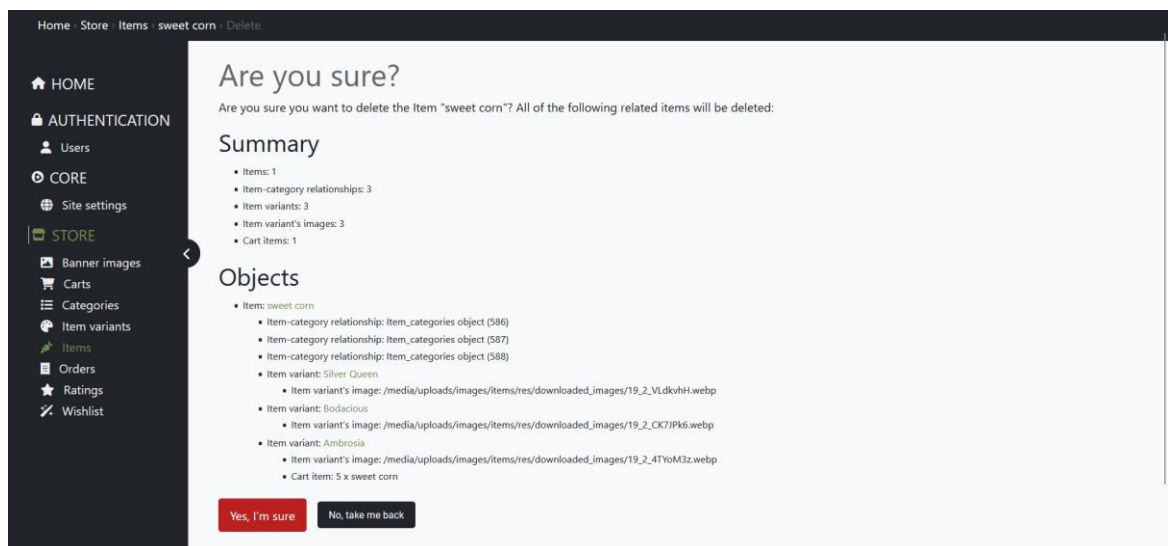 Home › Store › Items › sweet corn › Delete
HOME
AUTHENTICATION
Users
CORE
Site settings
STORE
Banner images
Carts
Categories
Item variants
Items
Orders
Ratings
Wishlist
Are you sure?
Are you sure you want to delete the Item "sweet corn"? All of the following related items will be deleted:
Summary
Items: 1
Item-category relationships: 3
Item variants: 3
Item variant's images: 3
Cart items: 1
Objects
Item: sweet corn
Item-category relationship: Item_categories object (586)
Item-category relationship: Item_categories object (587)
Item-category relationship: Item_categories object (588)
Item variant: Silver Queen
Item variant's image: /media/uploads/images/items/res/downloaded_images/19_2_VLdkvhH.webp
Item variant: Bodacious
Item variant's image: /media/uploads/images/items/res/downloaded_images/19_2_CK7JPk6.webp
Item variant: Ambrosia
Item variant's image: /media/uploads/images/items/res/downloaded_images/19_2_4TYoM3z.webp
Cart item: 5 x sweet corn
Yes, I'm sure
No, take me back